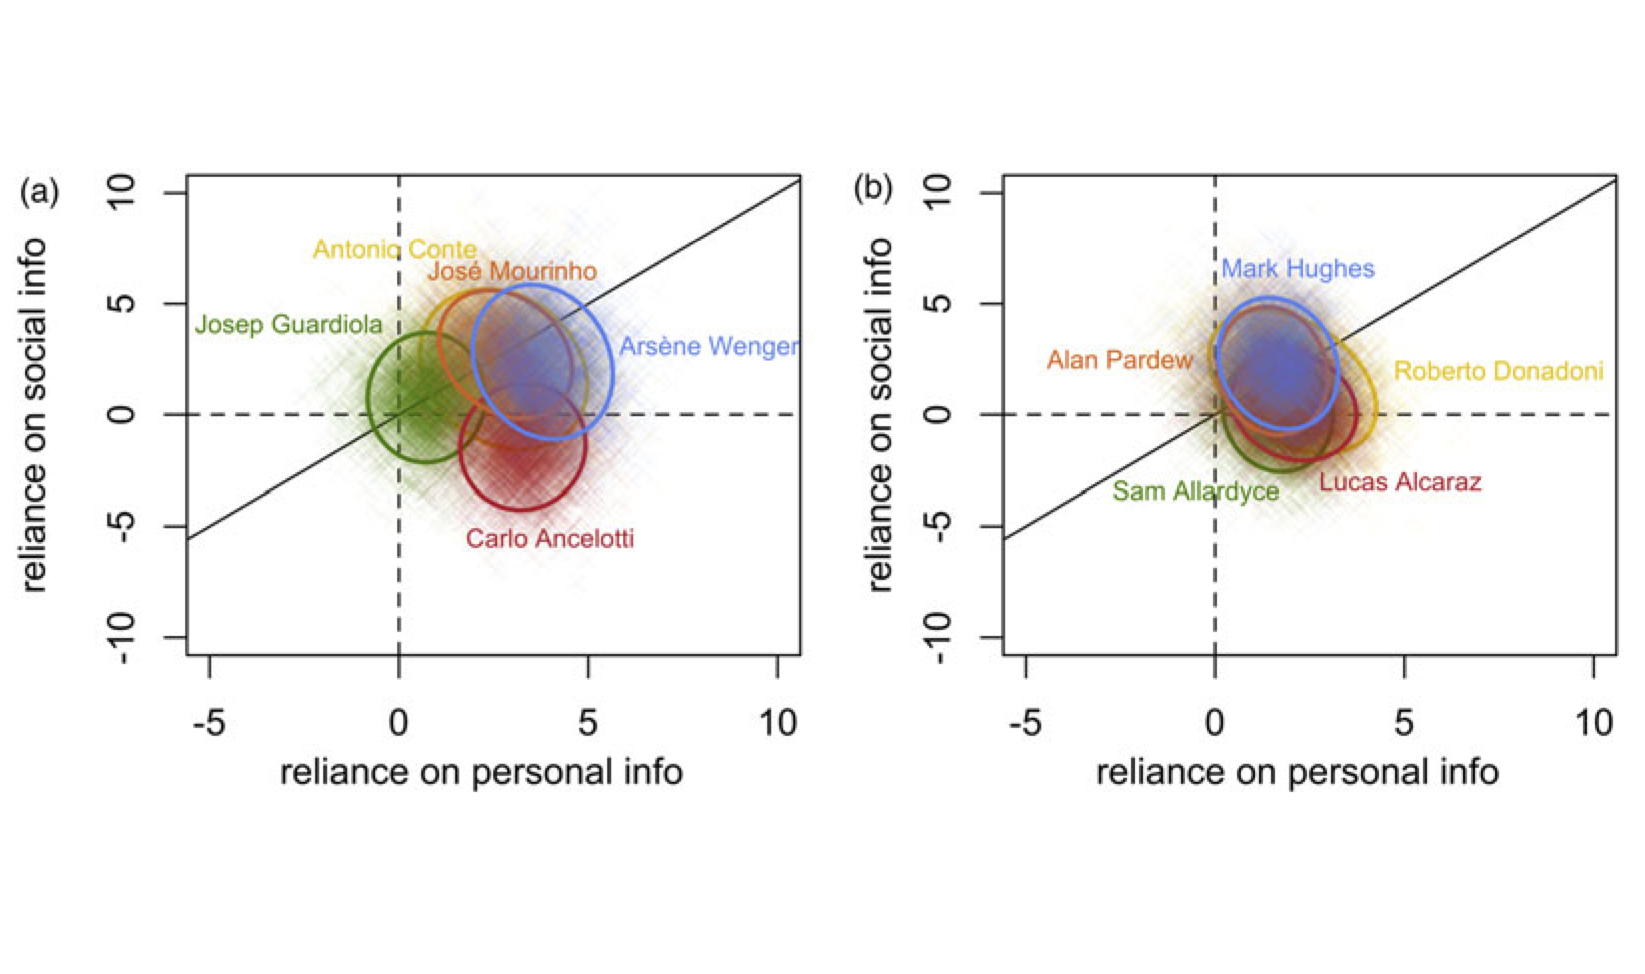 (a)
10
5
0
-5
-10
reliance on social info
Antonio Conte
José Mourinho
Josep Guardiola
Arsène Wenger
Carlo Ancelotti
-5
0
5
10
reliance on personal info
(b)
10
5
0
-5
-10
reliance on social info
Mark Hughes
Alan Pardew
Roberto Donadoni
Lucas Alcaraz
Sam Allardyce
-5
0
5
10
reliance on personal info